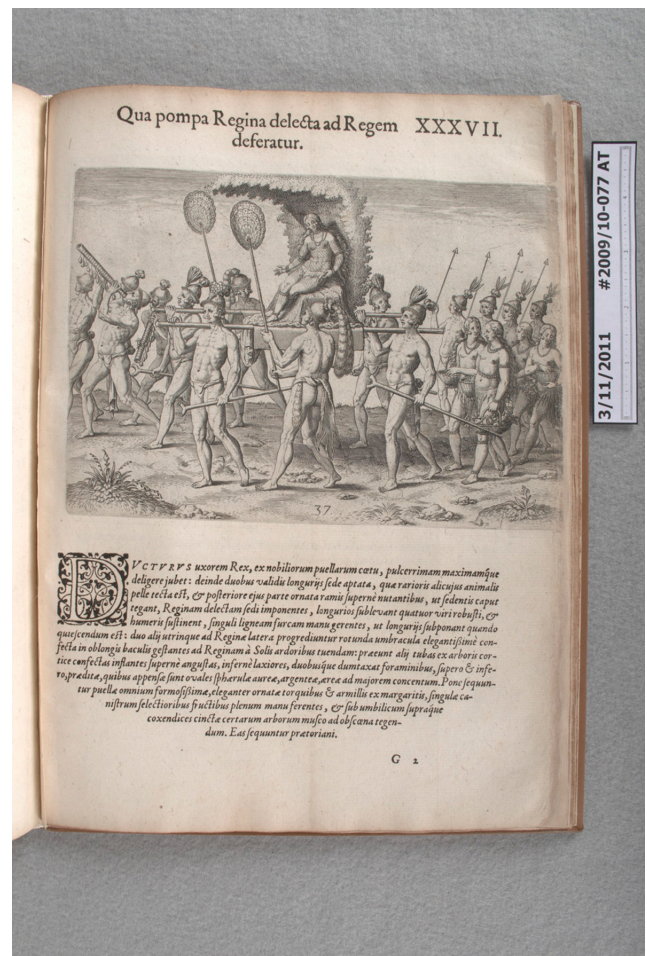 Qua pompa Regina delecta ad Regem XXXVII.
deferatur.
37
DVCTVRVS uxorem Rex, ex nobiliorum puellarum cœtu, pulcerrimam maximamq́ue
deligere jubet: deinde duobus validis longurijs sede aptata, quæ rarioris alicujus animalis
pelle tecta est, & posteriore ejus parte ornata ramis supernè nutantibus, ut sedentis caput
tegant, Reginam delectam sedi imponentes, longurios sublevant quatuor viri robusti, &
humeris sustinent, singuli ligneam furcam manu gerentes, ut longurijs subponant quando
quiescendum est: duo alij utrinque ad Reginæ latera progrediuntur rotunda umbracula elegantißimè con-
fecta in oblongis baculis gestantes ad Reginam à Solis ardoribus tuendam: præeunt alij tubas ex arboris cor-
tice confectas inflantes supernè angustas, infernè laxiores, duobusque dumtaxat foraminibus, supero & infe-
ro, præditæ, quibus appensæ sunt ovales sphærulæ aureæ, argenteæ, æreæ ad majorem concentum. Ponè sequun-
tur puellæ omnium formosißimæ, eleganter ornatæ torquibus & armillis ex margaritis, singulæ ca-
nistrum selectioribus fructibus plenum manu ferentes, & sub umbilicum supraq́ue
coxendices cinctæ certarum arborum musco ad obscœna tegen-
dum. Eas sequuntur prætoriani.
G 2
3/11/2011 #2009/10-077 AT